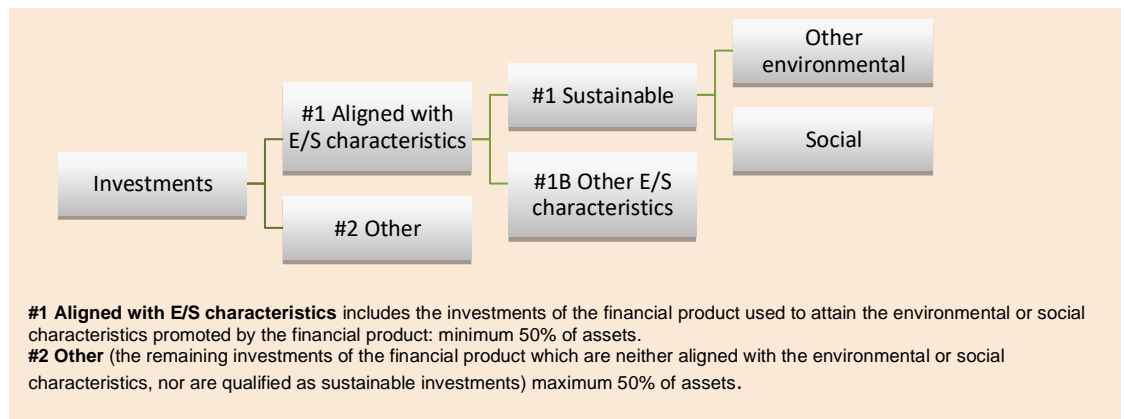 Investments
#1 Aligned with
E/S characteristics
#2 Other
#1 Sustainable
#1B Other E/S
characteristics
Other
environmental
Social
#1 Aligned with E/S characteristics includes the investments of the financial product used to attain the environmental or social
characteristics promoted by the financial product: minimum 50% of assets.
#2 Other (the remaining investments of the financial product which are neither aligned with the environmental or social
characteristics, nor are qualified as sustainable investments) maximum 50% of assets.